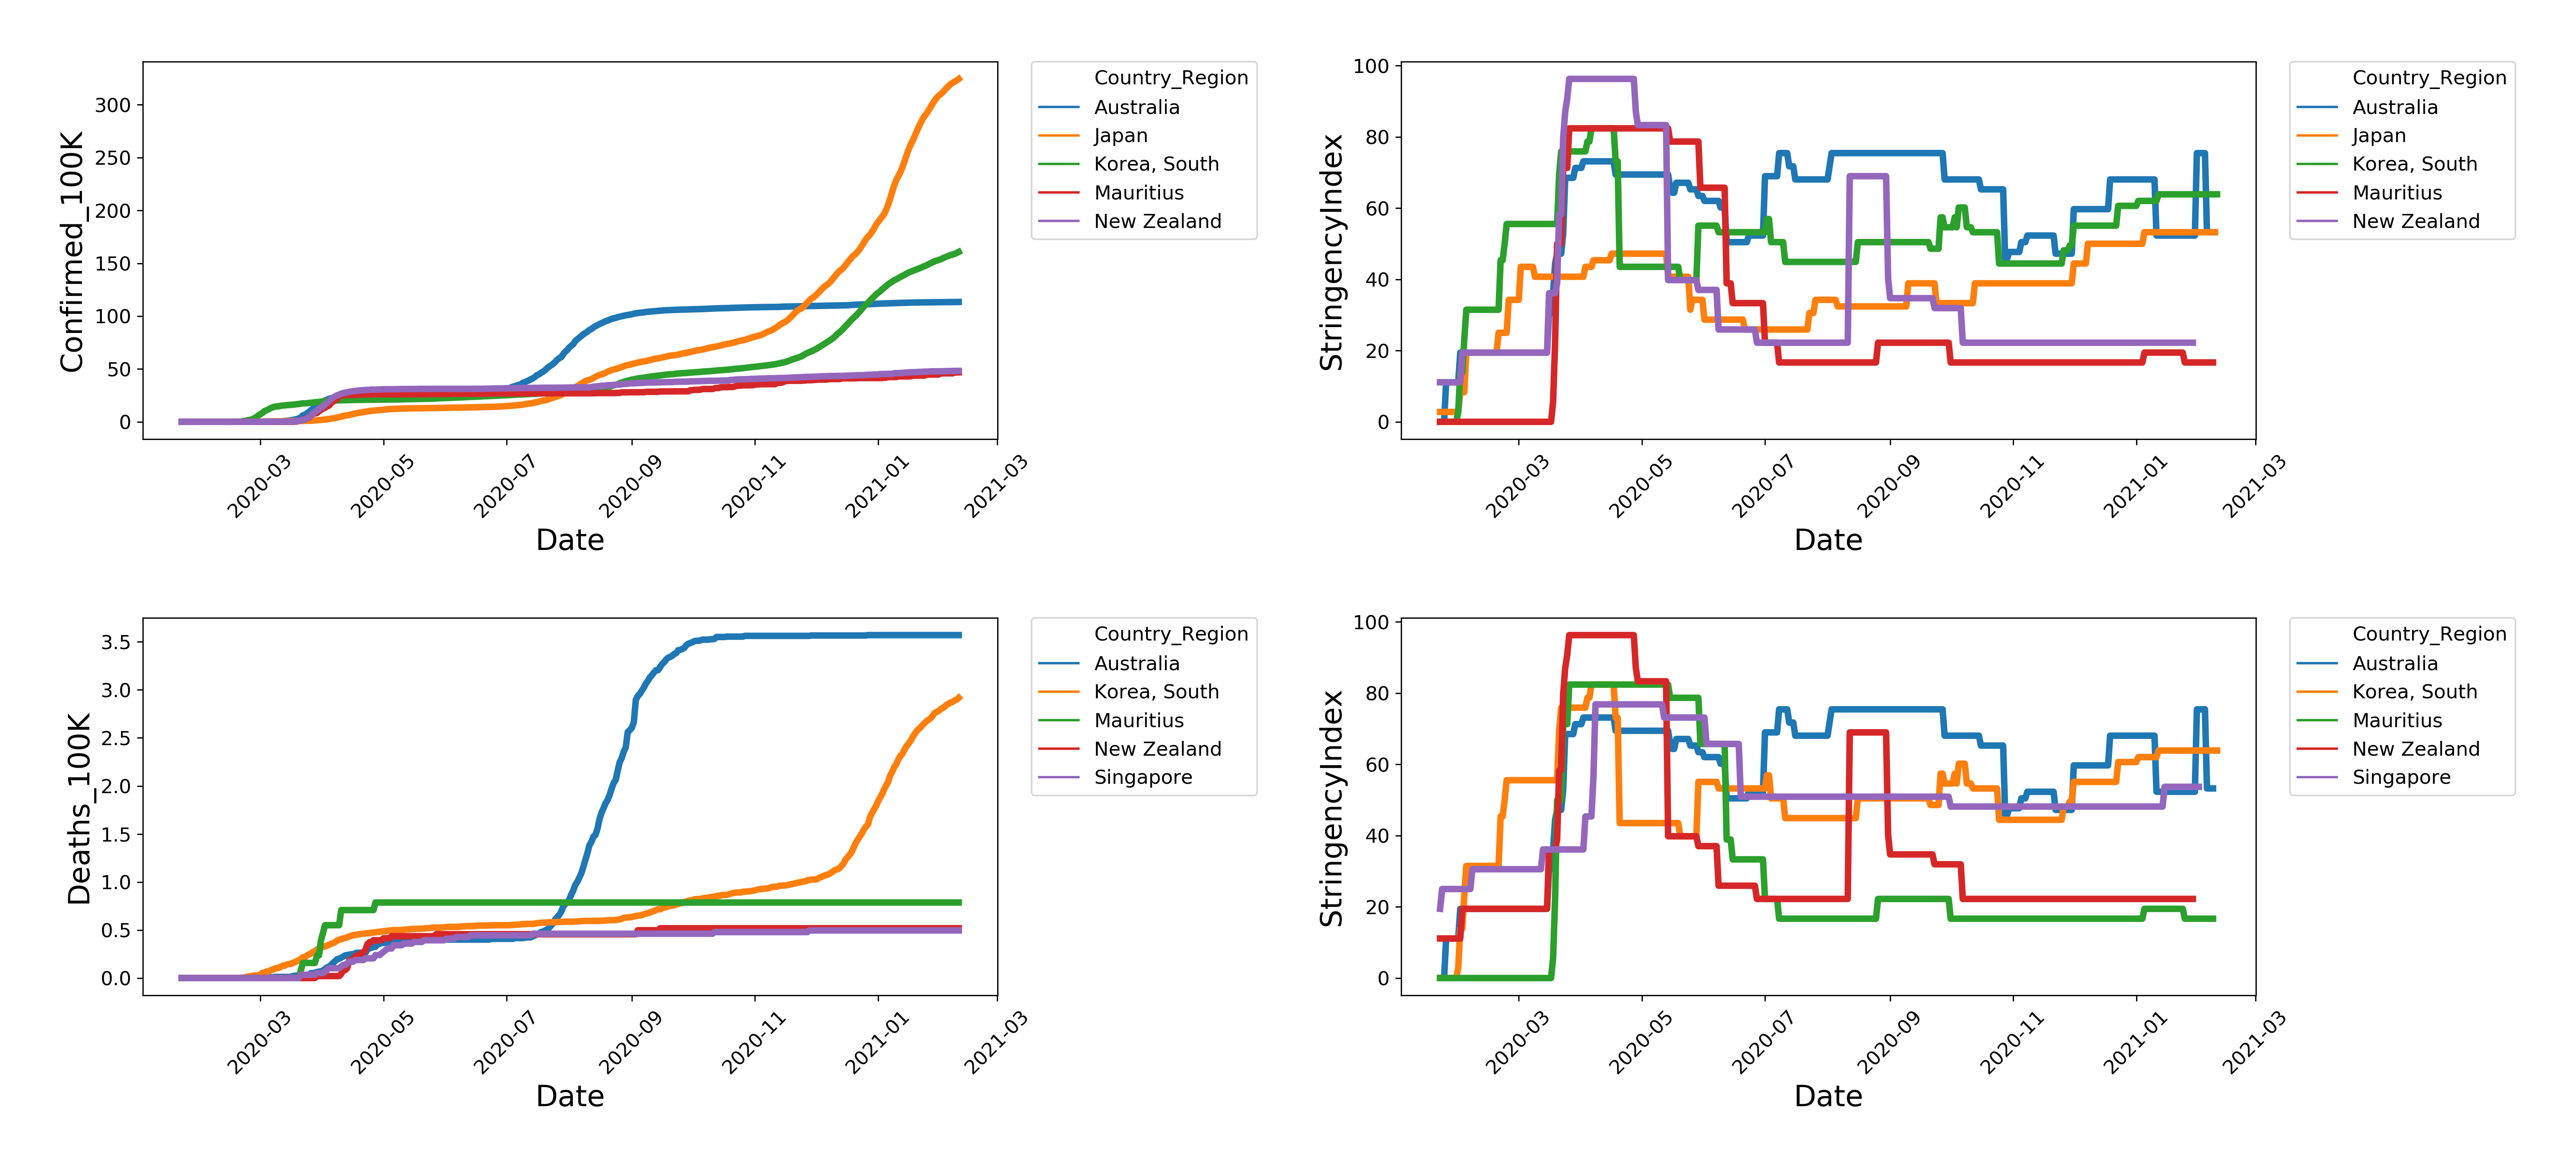 Confirmed_100K
300
250
200
150
100
50
0
2020-03
2020-05
2020-07
2020-09
2020-11
2021-01
2021-03
Date
Country_Region
Australia
Japan
Korea, South
Mauritius
New Zealand
StringencyIndex
100
80
60
40
20
0
2020-03
2020-05
2020-07
2020-09
2020-11
2021-01
2021-03
Date
Country_Region
Australia
Japan
Korea, South
Mauritius
New Zealand
Deaths_100K
3.5
3.0
2.5
2.0
1.5
1.0
0.5
0.0
2020-03
2020-05
2020-07
2020-09
2020-11
2021-01
2021-03
Date
Country_Region
Australia
Korea, South
Mauritius
New Zealand
Singapore
StringencyIndex
100
80
60
40
20
0
2020-03
2020-05
2020-07
2020-09
2020-11
2021-01
2021-03
Date
Country_Region
Australia
Korea, South
Mauritius
New Zealand
Singapore